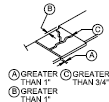 B
C
A
A GREATER THAN 1"
C GREATER THAN 3/4"
B GREATER THAN 1"